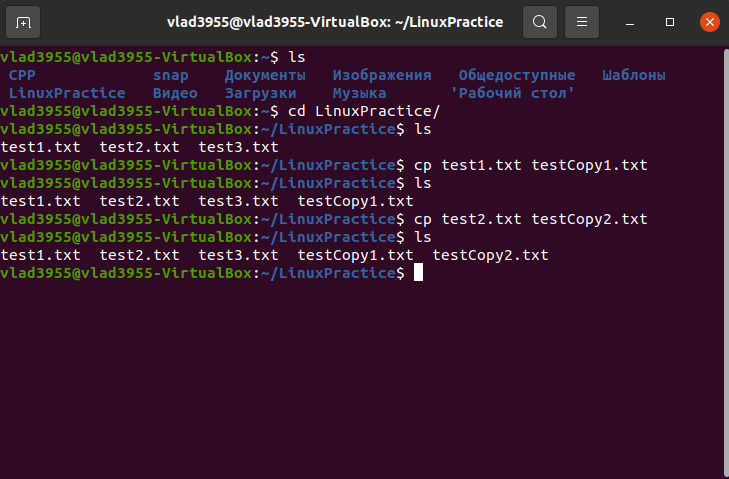 vlad3955@vlad3955-VirtualBox: ~/LinuxPractice
vlad3955@vlad3955-VirtualBox:~$ ls
CPP snap Документы Изображения Общедоступные Шаблоны
LinuxPractice Видео Загрузки Музыка 'Рабочий стол'
vlad3955@vlad3955-VirtualBox:~$ cd LinuxPractice/
vlad3955@vlad3955-VirtualBox:~/LinuxPractice$ ls
test1.txt test2.txt test3.txt
vlad3955@vlad3955-VirtualBox:~/LinuxPractice$ cp test1.txt testCopy1.txt
vlad3955@vlad3955-VirtualBox:~/LinuxPractice$ ls
test1.txt test2.txt test3.txt testCopy1.txt
vlad3955@vlad3955-VirtualBox:~/LinuxPractice$ cp test2.txt testCopy2.txt
vlad3955@vlad3955-VirtualBox:~/LinuxPractice$ ls
test1.txt test2.txt test3.txt testCopy1.txt testCopy2.txt
vlad3955@vlad3955-VirtualBox:~/LinuxPractice$